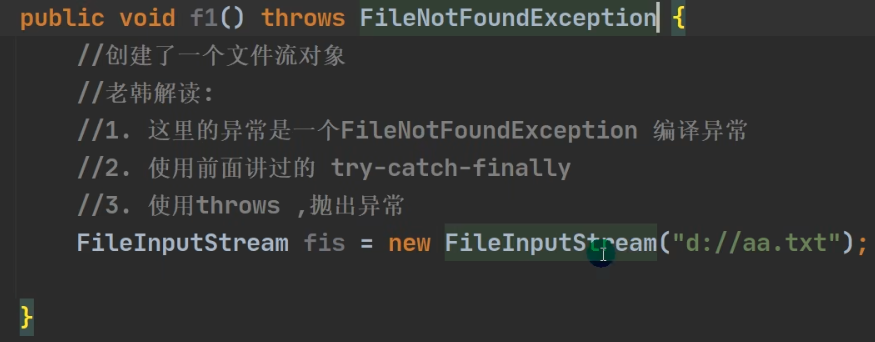 public void f1() throws FileNotFoundException {
//创建了一个文件流对象
//老韩解读:
//1. 这里的异常是一个FileNotFoundException 编译异常
//2. 使用前面讲过的 try-catch-finally
//3. 使用throws ,抛出异常
FileInputStream fis = new FileInputStream("d://aa.txt");
}